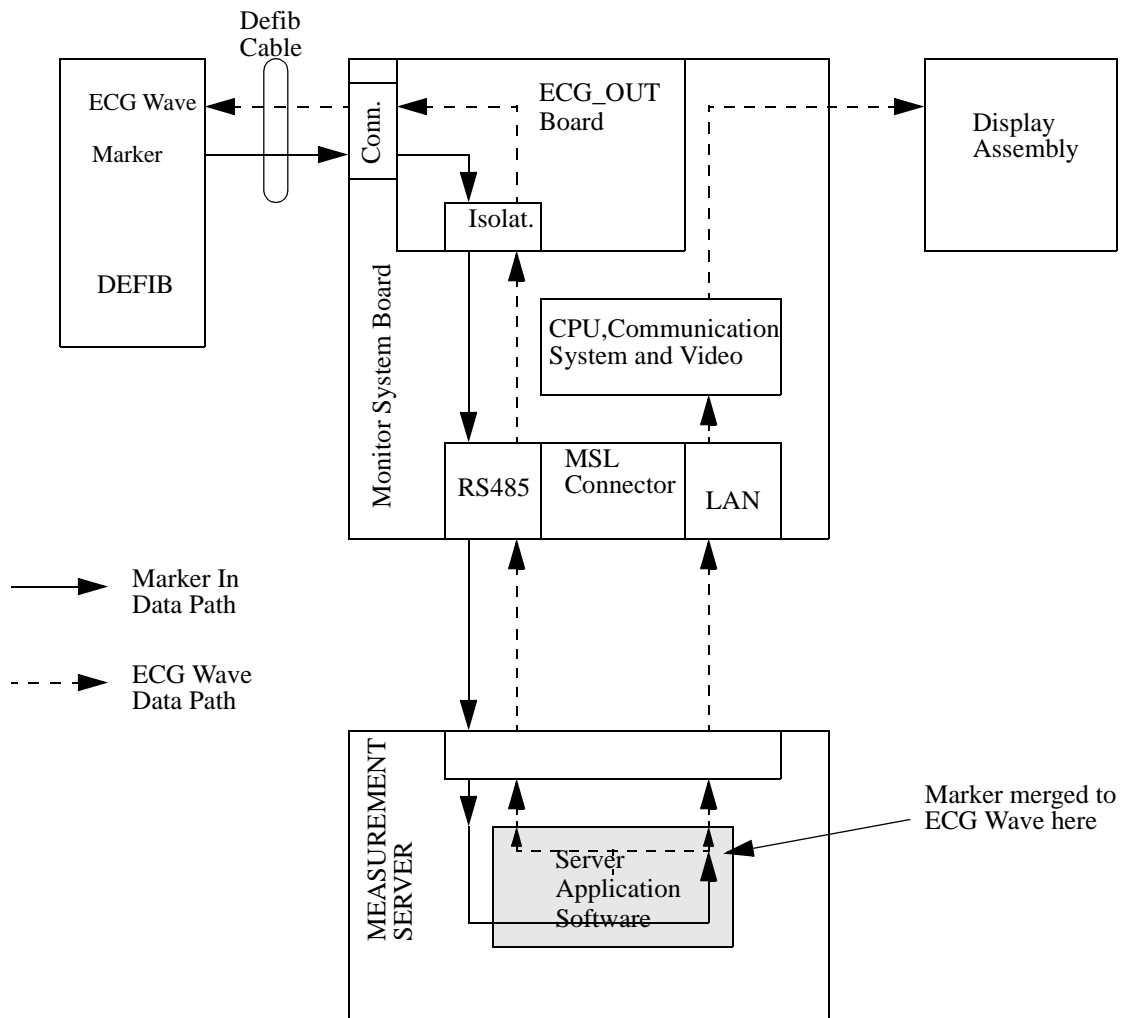 Defib
Cable
ECG Wave
Marker
DEFIB
Conn.
ECG_OUT
Board
Isolat.
Display
Assembly
Monitor System Board
CPU,Communication
System and Video
RS485
MSL
Connector
LAN
Marker In
Data Path
ECG Wave
Data Path
MEASUREMENT
SERVER
Server
Application
Software
Marker merged to
ECG Wave here